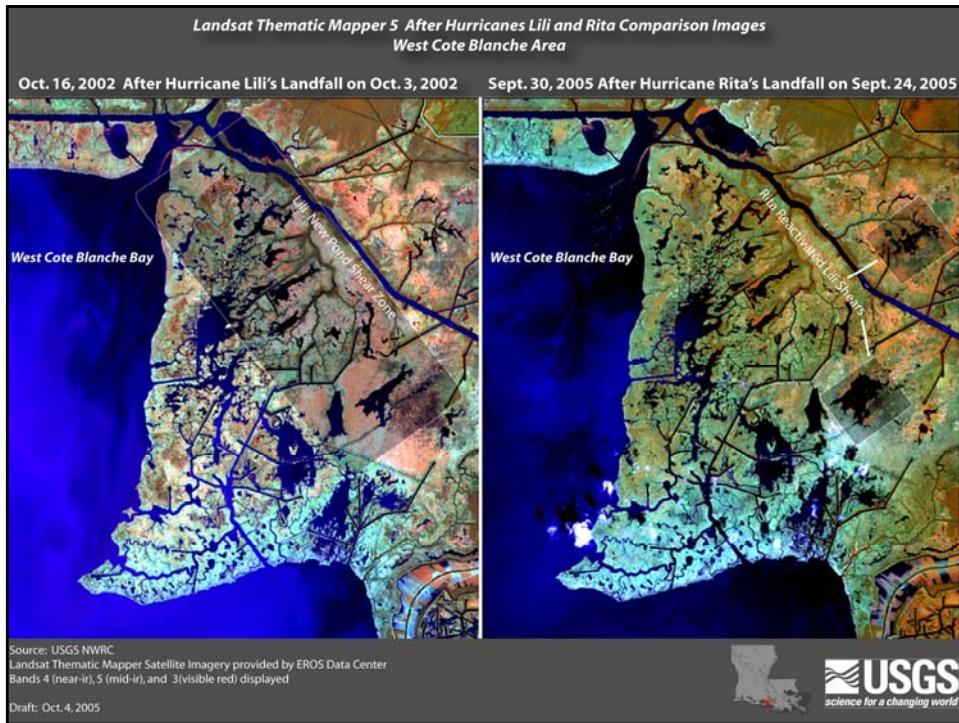 Landsat Thematic Mapper 5 After Hurricanes Lili and Rita Comparison Images
West Cote Blanche Area
Oct. 16, 2002 After Hurricane Lili's Landfall on Oct. 3, 2002
Sept. 30, 2005 After Hurricane Rita's Landfall on Sept. 24, 2005
West Cote Blanche Bay
Lili New Pond Shear Zone
West Cote Blanche Bay
Rita Reactivated Lili Shears
Source: USGS NWRC
Landsat Thematic Mapper Satellite Imagery provided by EROS Data Center
Bands 4 (near-ir), 5 (mid-ir), and 3(visible red) displayed
Draft: Oct. 4, 2005
USGS
science for a changing world